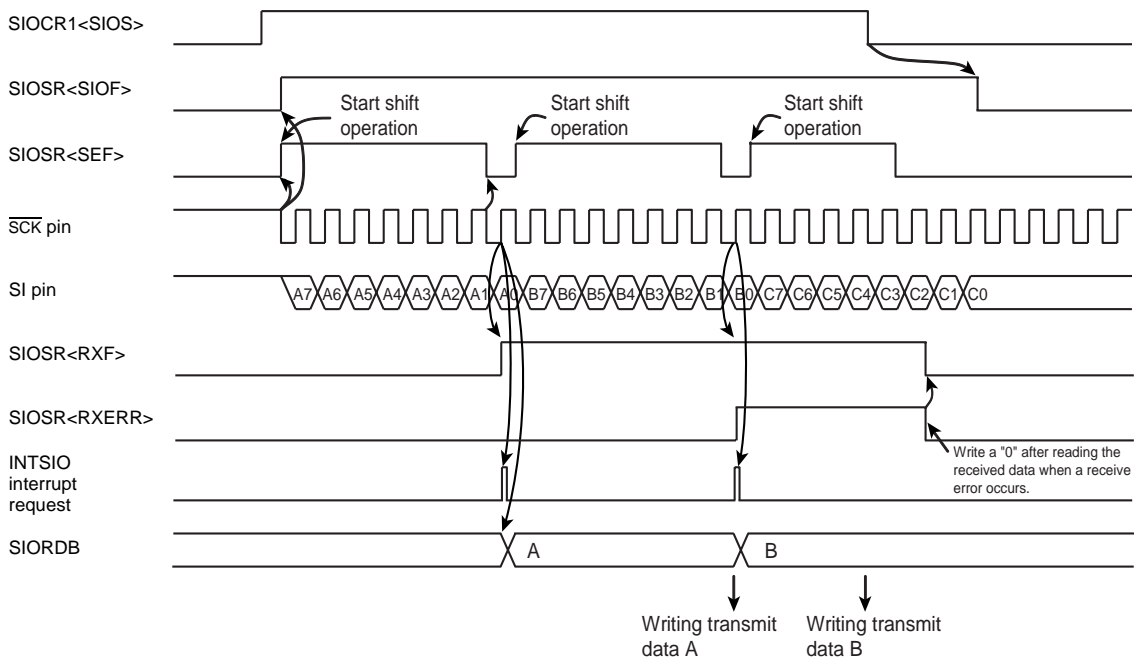 SIOCR1<SIOS>
SIOSR<SIOF>
Start shift
operation
Start shift
operation
Start shift
operation
SIOSR<SEF>
SCK pin
SI pin
A7 A6 A5 A4 A3 A2 A1 A0 B7 B6 B5 B4 B3 B2 B1 B0 C7 C6 C5 C4 C3 C2 C1 C0
SIOSR<RXF>
SIOSR<RXERR>
Write a "0" after reading the
received data when a receive
error occurs.
INTSIO
interrupt
request
SIORDB
A
B
Writing transmit
data A
Writing transmit
data B